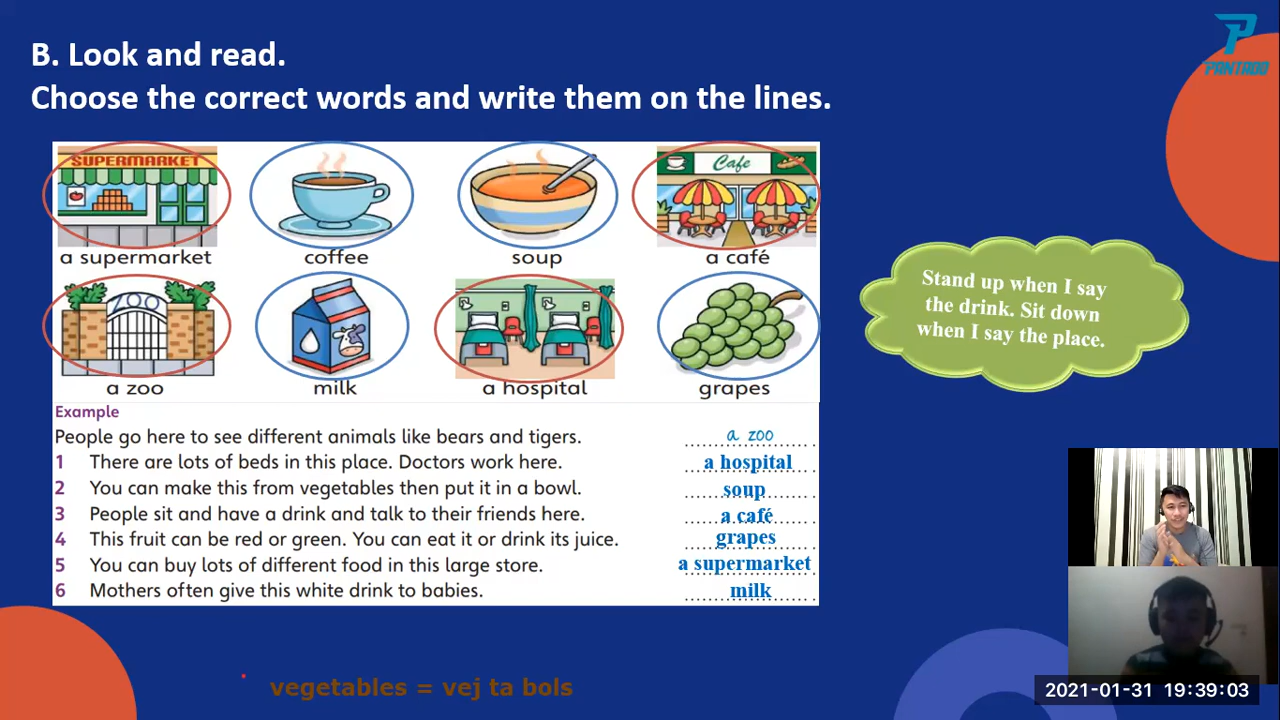 PANTADO
B. Look and read.
Choose the correct words and write them on the lines.
SUPERMARKET
Cafe
a supermarket
coffee
soup
a café
ZOO
a zoo
milk
a hospital
grapes
Example
People go here to see different animals like bears and tigers. a zoo
1 There are lots of beds in this place. Doctors work here. a hospital
2 You can make this from vegetables then put it in a bowl. soup
3 People sit and have a drink and talk to their friends here. a café
4 This fruit can be red or green. You can eat it or drink its juice. grapes
5 You can buy lots of different food in this large store. a supermarket
6 Mothers often give this white drink to babies. milk
Stand up when I say
the drink. Sit down
when I say the place.
vegetables = vej ta bols
2021-01-31 19:39:03